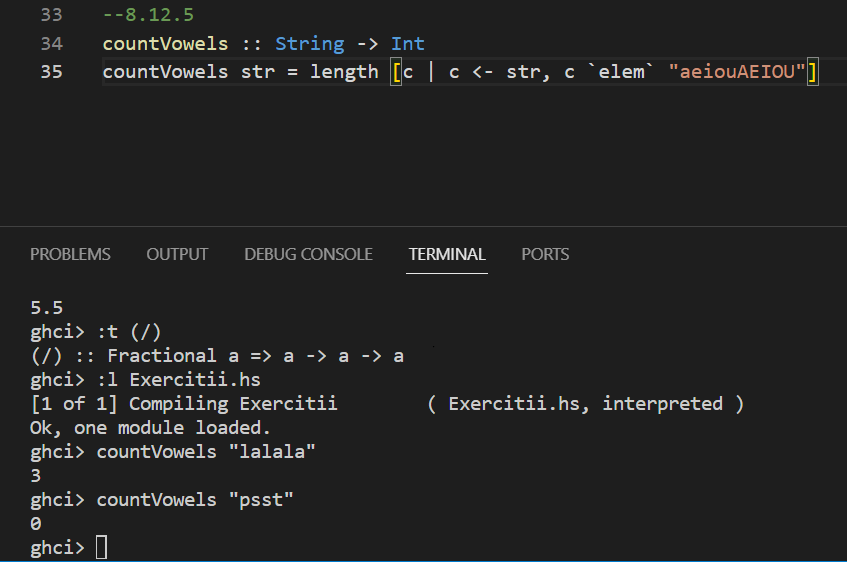 33 --8.12.5
34 countVowels :: String -> Int
35 countVowels str = length [c | c <- str, c `elem` "aeiouAEIOU"]
PROBLEMS OUTPUT DEBUG CONSOLE TERMINAL PORTS
5.5
ghci> :t (/)
(/) :: Fractional a => a -> a -> a
ghci> :l Exercitii.hs
[1 of 1] Compiling Exercitii ( Exercitii.hs, interpreted )
Ok, one module loaded.
ghci> countVowels "lalala"
3
ghci> countVowels "psst"
0
ghci>